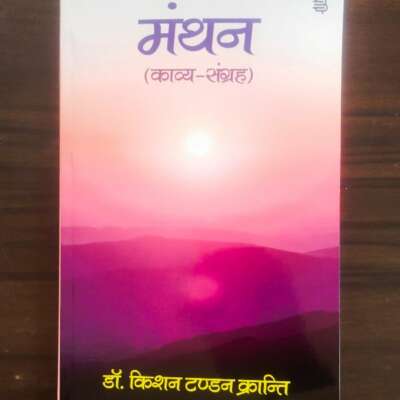 मंथन
(काव्य-संग्रह)
डॉ. किशन टण्डन क्रान्ति